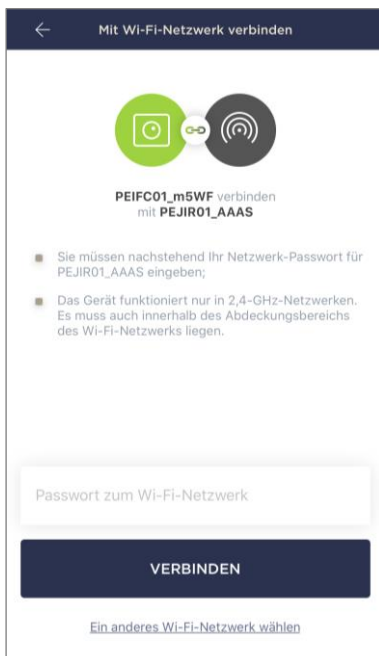 Mit Wi-Fi-Netzwerk verbinden
PEIFC01_m5WF verbinden
mit PEJIR01_AAAS
Sie müssen nachstehend Ihr Netzwerk-Passwort für
PEJIR01_AAAS eingeben;
Das Gerät funktioniert nur in 2,4-GHz-Netzwerken.
Es muss auch innerhalb des Abdeckungsbereichs
des Wi-Fi-Netzwerks liegen.
Passwort zum Wi-Fi-Netzwerk
VERBINDEN
Ein anderes Wi-Fi-Netzwerk wählen